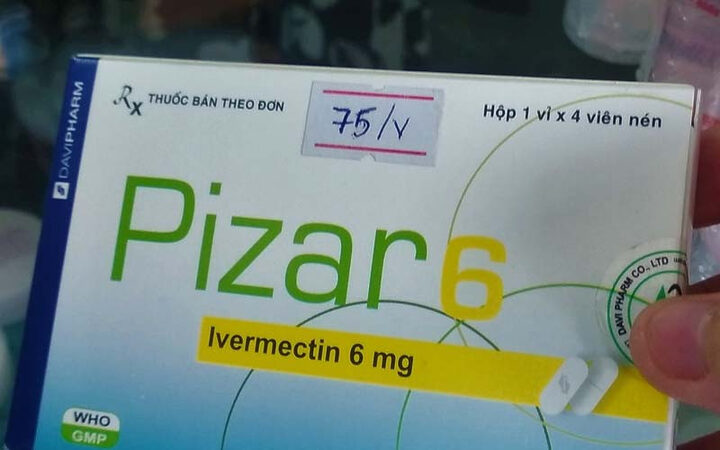 DAVIPHARM
Rx THUỐC BÁN THEO ĐƠN
75/v
Hộp 1 vỉ x 4 viên nén
Pizar 6
Ivermectin 6 mg
DAVI PHARM CO., LTD
WHO
GMP